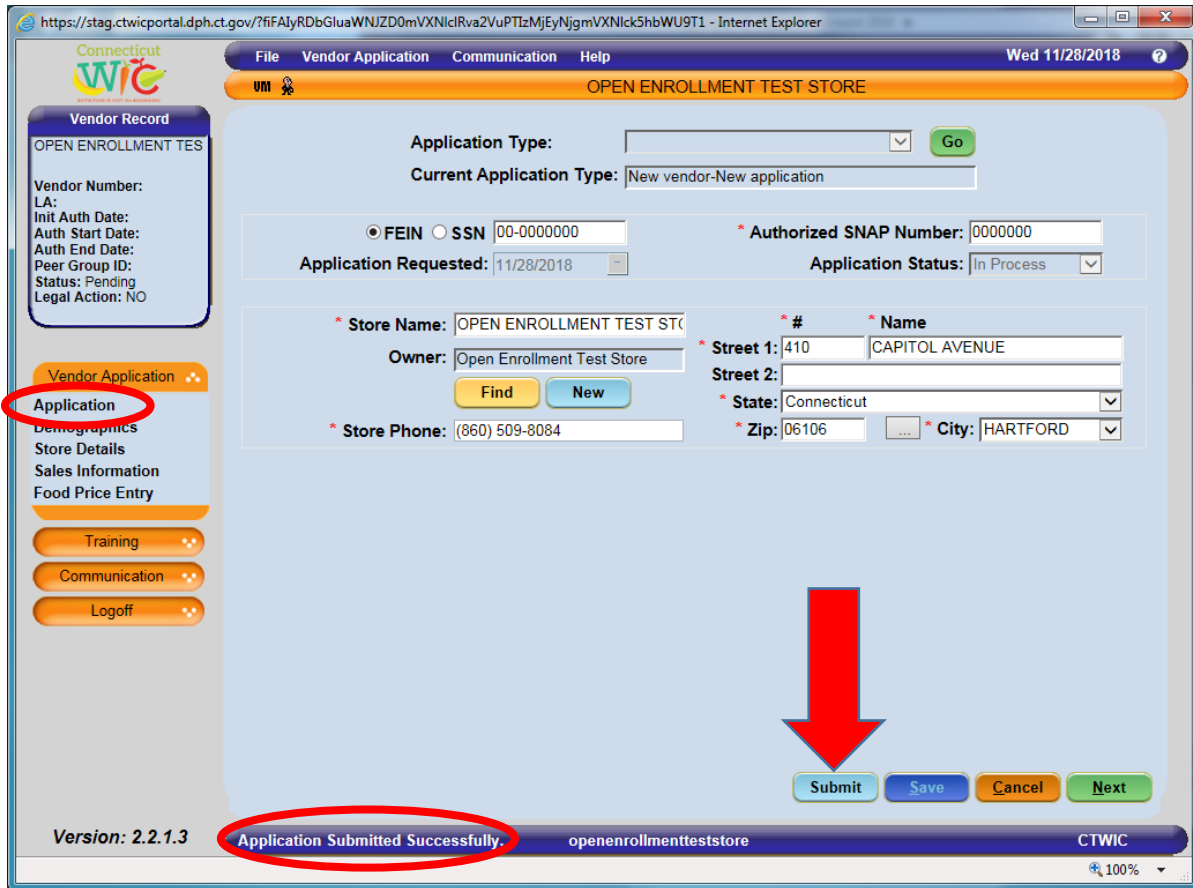 https://stag.ctwicportal.dph.ct.gov/?fiFAIyRDbGluaWNJZD0mVXNlclRva2VuPTIzMjEyNjgmVXNlck5hbWU9T1 - Internet Explorer
Connecticut
WIC
File Vendor Application Communication Help Wed 11/28/2018 ?
UM OPEN ENROLLMENT TEST STORE
Vendor Record
OPEN ENROLLMENT TES
Vendor Number:
LA:
Init Auth Date:
Auth Start Date:
Auth End Date:
Peer Group ID:
Status: Pending
Legal Action: NO
Application Type: Go
Current Application Type: New vendor-New application
FEIN SSN 00-0000000 * Authorized SNAP Number: 0000000
Application Requested: 11/28/2018 Application Status: In Process
* Store Name: OPEN ENROLLMENT TEST STO * # * Name
Owner: Open Enrollment Test Store * Street 1: 410 CAPITOL AVENUE
Find New Street 2:
* State: Connecticut
* Store Phone: (860) 509-8084 * Zip: 06106 ... * City: HARTFORD
Vendor Application
Application
Demographics
Store Details
Sales Information
Food Price Entry
Training
Communication
Logoff
Submit Save Cancel Next
Version: 2.2.1.3 Application Submitted Successfully. openenrollmentteststore CTWIC
100%